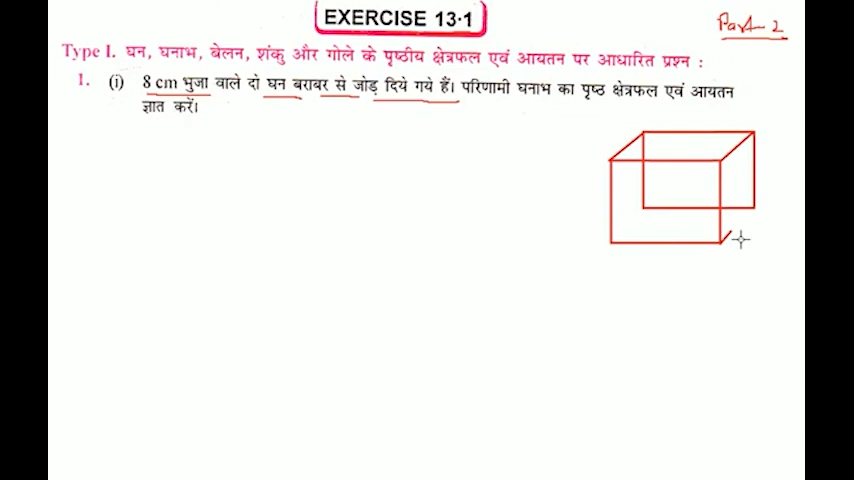 EXERCISE 13·1
Part-2
Type I. घन, घनाभ, बेलन, शंकु और गोले के पृष्ठीय क्षेत्रफल एवं आयतन पर आधारित प्रश्न :
1. (i) 8 cm भुजा वाले दो घन बराबर से जोड़ दिये गये हैं। परिणामी घनाभ का पृष्ठ क्षेत्रफल एवं आयतन
ज्ञात करें।